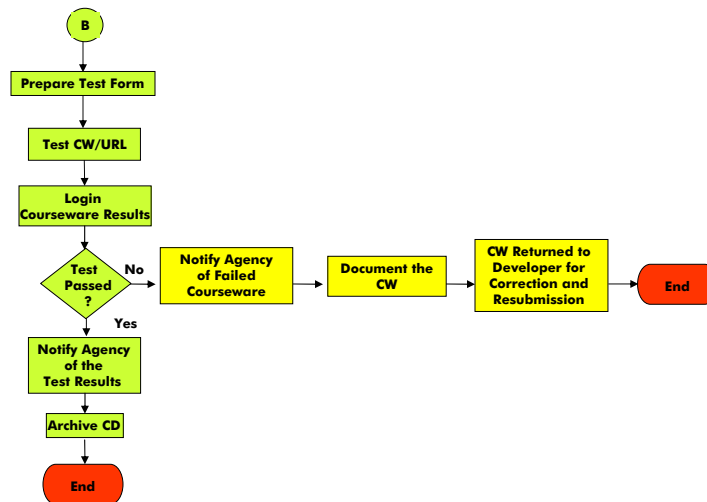 B
Prepare Test Form
Test CW/URL
Login
Courseware Results
Test
Passed
?
No
Notify Agency
of Failed
Courseware
Document the
CW
CW Returned to
Developer for
Correction and
Resubmission
End
Yes
Notify Agency
of the
Test Results
Archive CD
End